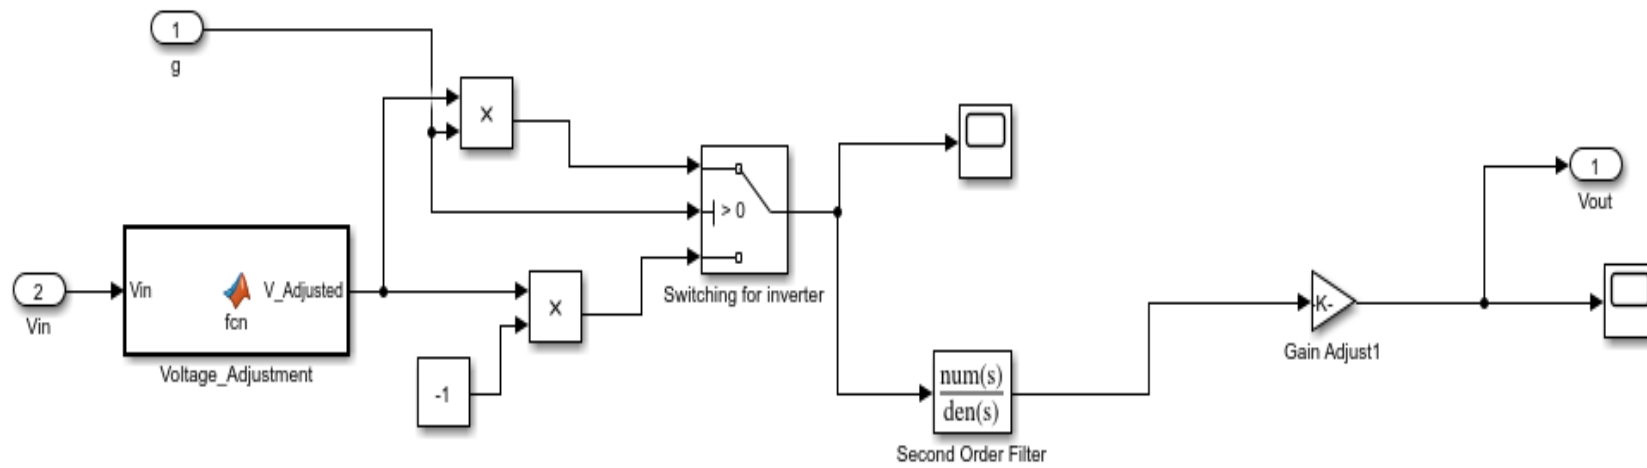 1
g
×
> 0
Switching for inverter
1
Vout
2
Vin
Vin
fcn
V_Adjusted
Voltage_Adjustment
×
-1
num(s)
den(s)
Second Order Filter
-K-
Gain Adjust1